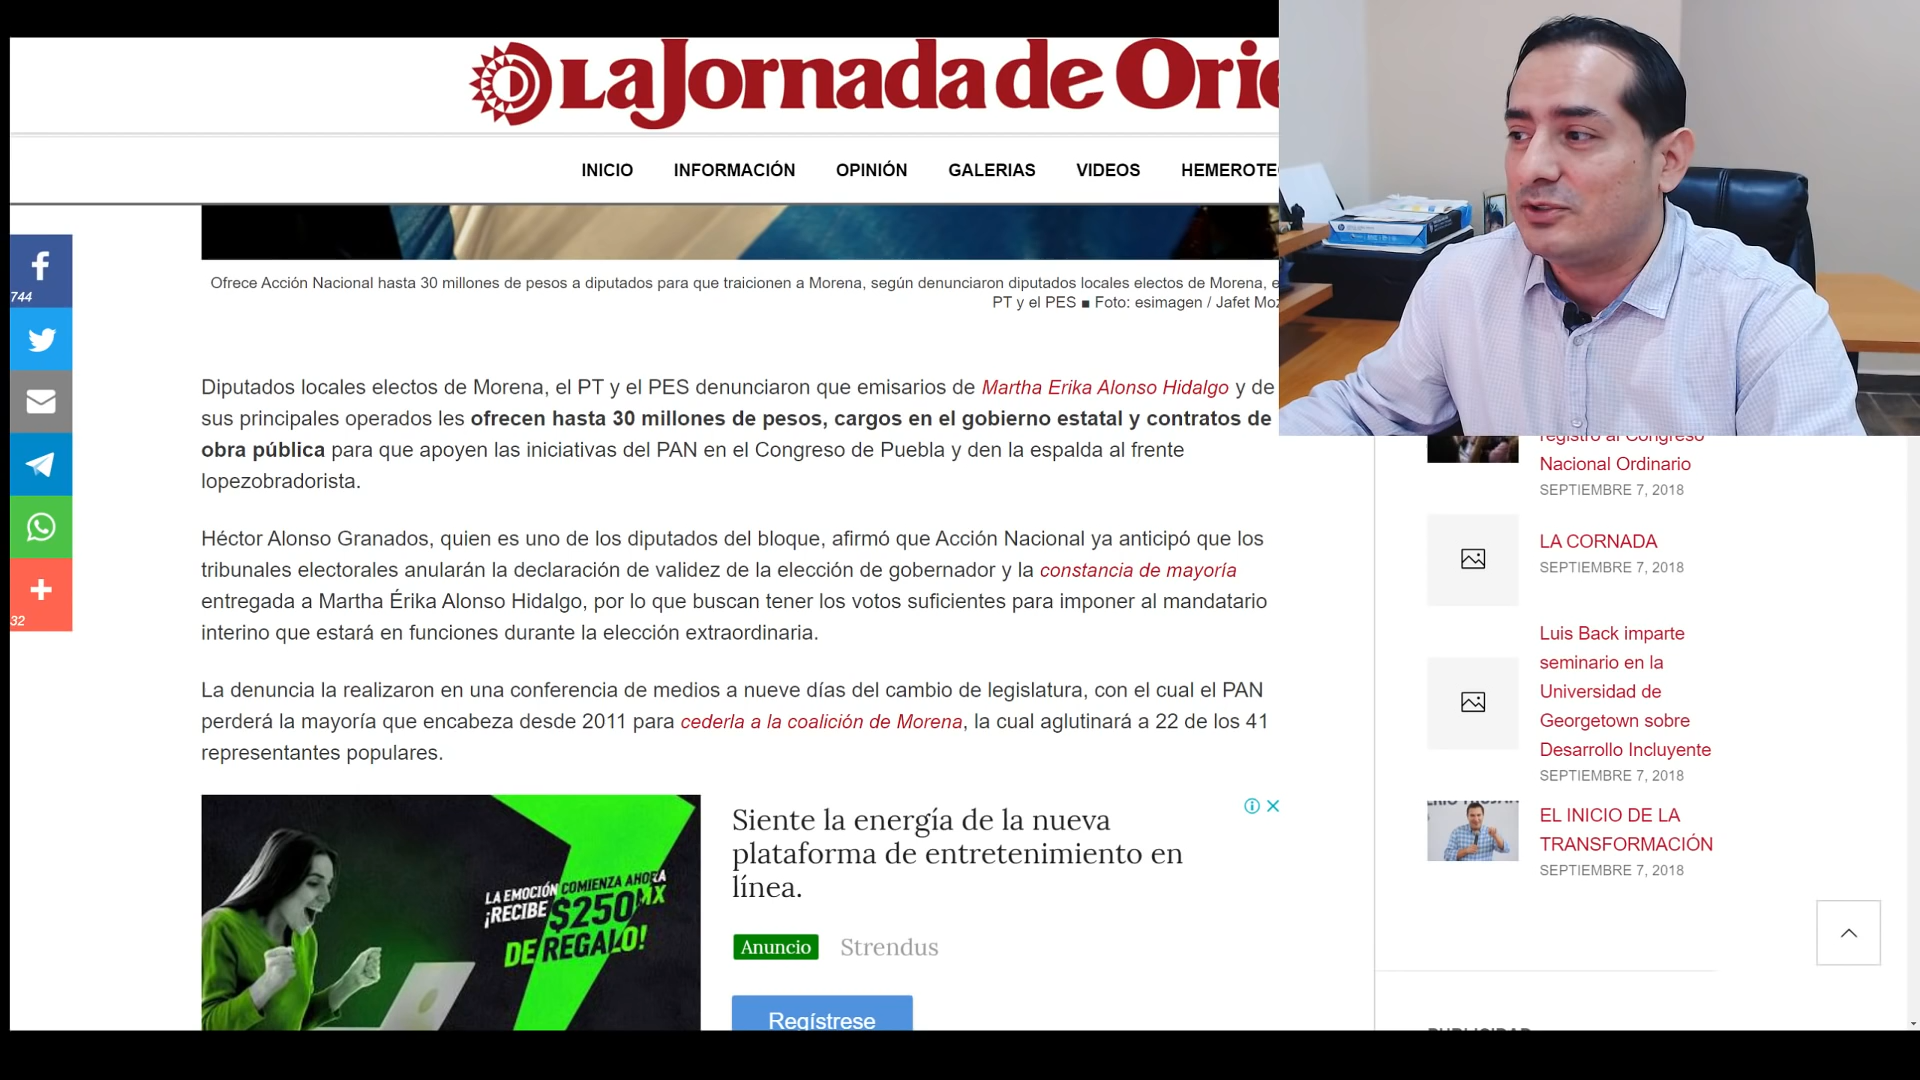 La Jornada de Orie
INICIO INFORMACIÓN OPINIÓN GALERIAS VIDEOS HEMEROTEC
744
32
Ofrece Acción Nacional hasta 30 millones de pesos a diputados para que traicionen a Morena, según denunciaron diputados locales electos de Morena, e
PT y el PES ■ Foto: esimagen / Jafet Moz
Diputados locales electos de Morena, el PT y el PES denunciaron que emisarios de Martha Erika Alonso Hidalgo y de
sus principales operados les ofrecen hasta 30 millones de pesos, cargos en el gobierno estatal y contratos de
obra pública para que apoyen las iniciativas del PAN en el Congreso de Puebla y den la espalda al frente
lopezobradorista.
Héctor Alonso Granados, quien es uno de los diputados del bloque, afirmó que Acción Nacional ya anticipó que los
tribunales electorales anularán la declaración de validez de la elección de gobernador y la constancia de mayoría
entregada a Martha Érika Alonso Hidalgo, por lo que buscan tener los votos suficientes para imponer al mandatario
interino que estará en funciones durante la elección extraordinaria.
La denuncia la realizaron en una conferencia de medios a nueve días del cambio de legislatura, con el cual el PAN
perderá la mayoría que encabeza desde 2011 para cederla a la coalición de Morena, la cual aglutinará a 22 de los 41
representantes populares.
LA EMOCIÓN COMIENZA AHORA
¡RECIBE $250MX
DE REGALO!
Siente la energía de la nueva
plataforma de entretenimiento en
línea.
Anuncio Strendus
Regístrese
registro al Congreso
Nacional Ordinario
SEPTIEMBRE 7, 2018
LA CORNADA
SEPTIEMBRE 7, 2018
Luis Back imparte
seminario en la
Universidad de
Georgetown sobre
Desarrollo Incluyente
SEPTIEMBRE 7, 2018
EL INICIO DE LA
TRANSFORMACIÓN
SEPTIEMBRE 7, 2018
PUBLICIDAD